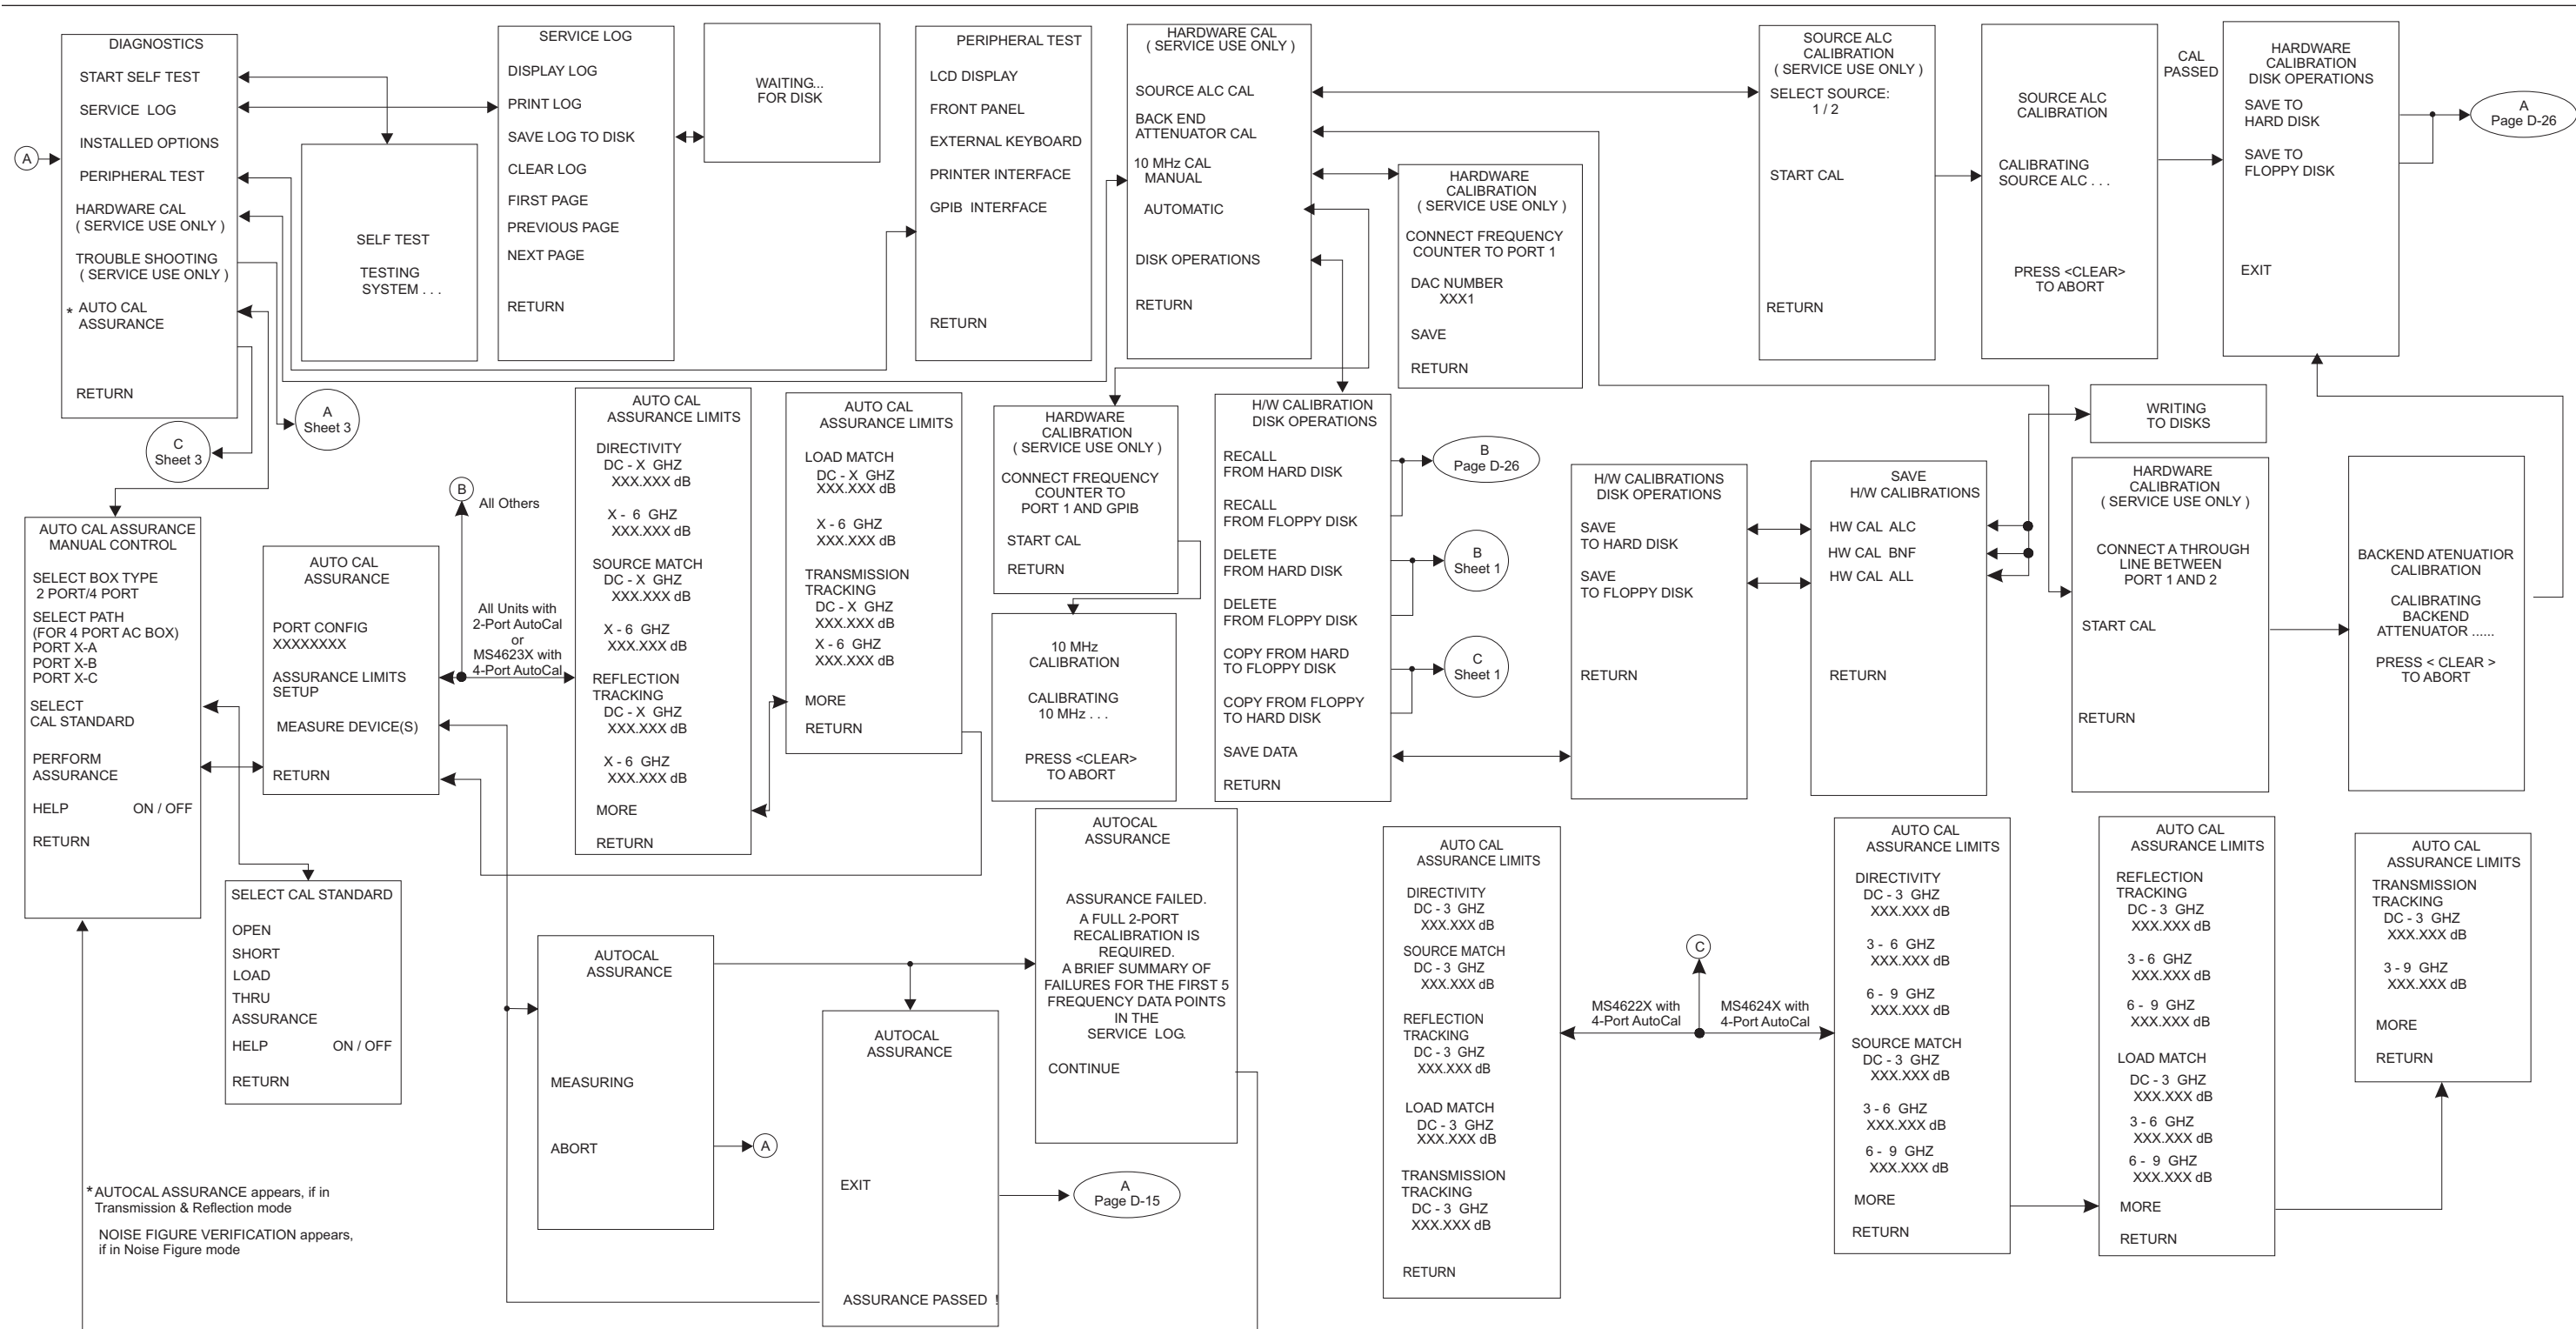 DIAGNOSTICS
START SELF TEST
SERVICE LOG
INSTALLED OPTIONS
PERIPHERAL TEST
HARDWARE CAL
( SERVICE USE ONLY )
TROUBLE SHOOTING
( SERVICE USE ONLY )
* AUTO CAL
ASSURANCE
RETURN
A
SELF TEST
TESTING
SYSTEM . . .
SERVICE LOG
DISPLAY LOG
PRINT LOG
SAVE LOG TO DISK
CLEAR LOG
FIRST PAGE
PREVIOUS PAGE
NEXT PAGE
RETURN
WAITING...
FOR DISK
PERIPHERAL TEST
LCD DISPLAY
FRONT PANEL
EXTERNAL KEYBOARD
PRINTER INTERFACE
GPIB INTERFACE
RETURN
HARDWARE CAL
( SERVICE USE ONLY )
SOURCE ALC CAL
BACK END
ATTENUATOR CAL
10 MHz CAL
MANUAL
AUTOMATIC
DISK OPERATIONS
RETURN
HARDWARE
CALIBRATION
( SERVICE USE ONLY )
CONNECT FREQUENCY
COUNTER TO PORT 1
DAC NUMBER
XXX1
SAVE
RETURN
SOURCE ALC
CALIBRATION
( SERVICE USE ONLY )
SELECT SOURCE:
1 / 2
START CAL
RETURN
SOURCE ALC
CALIBRATION
CALIBRATING
SOURCE ALC . . .
PRESS <CLEAR>
TO ABORT
CAL
PASSED
HARDWARE
CALIBRATION
DISK OPERATIONS
SAVE TO
HARD DISK
SAVE TO
FLOPPY DISK
EXIT
A
Page D-26
A
Sheet 3
C
Sheet 3
AUTO CAL ASSURANCE
MANUAL CONTROL
SELECT BOX TYPE
2 PORT/4 PORT
SELECT PATH
(FOR 4 PORT AC BOX)
PORT X-A
PORT X-B
PORT X-C
SELECT
CAL STANDARD
PERFORM
ASSURANCE
HELP ON / OFF
RETURN
AUTO CAL
ASSURANCE
PORT CONFIG
XXXXXXXX
ASSURANCE LIMITS
SETUP
MEASURE DEVICE(S)
RETURN
B
All Others
All Units with
2-Port AutoCal
or
MS4623X with
4-Port AutoCal
AUTO CAL
ASSURANCE LIMITS
DIRECTIVITY
DC - X GHZ
XXX.XXX dB
X - 6 GHZ
XXX.XXX dB
SOURCE MATCH
DC - X GHZ
XXX.XXX dB
X - 6 GHZ
XXX.XXX dB
REFLECTION
TRACKING
DC - X GHZ
XXX.XXX dB
X - 6 GHZ
XXX.XXX dB
MORE
RETURN
AUTO CAL
ASSURANCE LIMITS
LOAD MATCH
DC - X GHZ
XXX.XXX dB
X - 6 GHZ
XXX.XXX dB
TRANSMISSION
TRACKING
DC - X GHZ
XXX.XXX dB
X - 6 GHZ
XXX.XXX dB
MORE
RETURN
HARDWARE
CALIBRATION
( SERVICE USE ONLY )
CONNECT FREQUENCY
COUNTER TO
PORT 1 AND GPIB
START CAL
RETURN
10 MHz
CALIBRATION
CALIBRATING
10 MHz . . .
PRESS <CLEAR>
TO ABORT
H/W CALIBRATION
DISK OPERATIONS
RECALL
FROM HARD DISK
RECALL
FROM FLOPPY DISK
DELETE
FROM HARD DISK
DELETE
FROM FLOPPY DISK
COPY FROM HARD
TO FLOPPY DISK
COPY FROM FLOPPY
TO HARD DISK
SAVE DATA
RETURN
B
Page D-26
B
Sheet 1
C
Sheet 1
H/W CALIBRATIONS
DISK OPERATIONS
SAVE
TO HARD DISK
SAVE
TO FLOPPY DISK
RETURN
SAVE
H/W CALIBRATIONS
HW CAL ALC
HW CAL BNF
HW CAL ALL
RETURN
WRITING
TO DISKS
HARDWARE
CALIBRATION
( SERVICE USE ONLY )
CONNECT A THROUGH
LINE BETWEEN
PORT 1 AND 2
START CAL
RETURN
BACKEND ATENUATIOR
CALIBRATION
CALIBRATING
BACKEND
ATTENUATOR ......
PRESS < CLEAR >
TO ABORT
SELECT CAL STANDARD
OPEN
SHORT
LOAD
THRU
ASSURANCE
HELP ON / OFF
RETURN
AUTOCAL
ASSURANCE
MEASURING
ABORT
A
AUTOCAL
ASSURANCE
EXIT
ASSURANCE PASSED !
AUTOCAL
ASSURANCE
ASSURANCE FAILED.
A FULL 2-PORT
RECALIBRATION IS
REQUIRED.
A BRIEF SUMMARY OF
FAILURES FOR THE FIRST 5
FREQUENCY DATA POINTS
IN THE
SERVICE LOG.
CONTINUE
A
Page D-15
AUTO CAL
ASSURANCE LIMITS
DIRECTIVITY
DC - 3 GHZ
XXX.XXX dB
SOURCE MATCH
DC - 3 GHZ
XXX.XXX dB
REFLECTION
TRACKING
DC - 3 GHZ
XXX.XXX dB
LOAD MATCH
DC - 3 GHZ
XXX.XXX dB
TRANSMISSION
TRACKING
DC - 3 GHZ
XXX.XXX dB
RETURN
C
MS4622X with
4-Port AutoCal
MS4624X with
4-Port AutoCal
AUTO CAL
ASSURANCE LIMITS
DIRECTIVITY
DC - 3 GHZ
XXX.XXX dB
3 - 6 GHZ
XXX.XXX dB
6 - 9 GHZ
XXX.XXX dB
SOURCE MATCH
DC - 3 GHZ
XXX.XXX dB
3 - 6 GHZ
XXX.XXX dB
6 - 9 GHZ
XXX.XXX dB
MORE
RETURN
AUTO CAL
ASSURANCE LIMITS
REFLECTION
TRACKING
DC - 3 GHZ
XXX.XXX dB
3 - 6 GHZ
XXX.XXX dB
6 - 9 GHZ
XXX.XXX dB
LOAD MATCH
DC - 3 GHZ
XXX.XXX dB
3 - 6 GHZ
XXX.XXX dB
6 - 9 GHZ
XXX.XXX dB
MORE
RETURN
AUTO CAL
ASSURANCE LIMITS
TRANSMISSION
TRACKING
DC - 3 GHZ
XXX.XXX dB
3 - 9 GHZ
XXX.XXX dB
MORE
RETURN
* AUTOCAL ASSURANCE appears, if in
Transmission & Reflection mode
NOISE FIGURE VERIFICATION appears,
if in Noise Figure mode